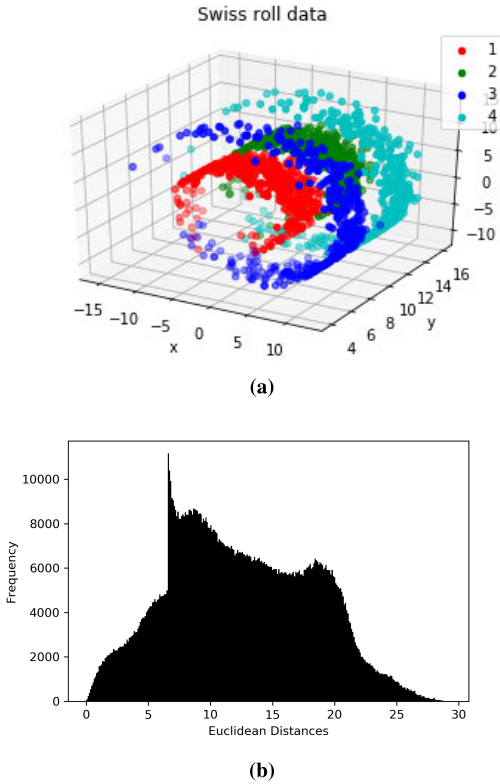 Swiss roll data
1
2
3
4
10
5
0
−5
−10
−15 −10 −5 0 5 10
4 6 8 10 12 14 16
x
y
(a)
10000
8000
6000
4000
2000
0
Frequency
0 5 10 15 20 25 30
Euclidean Distances
(b)